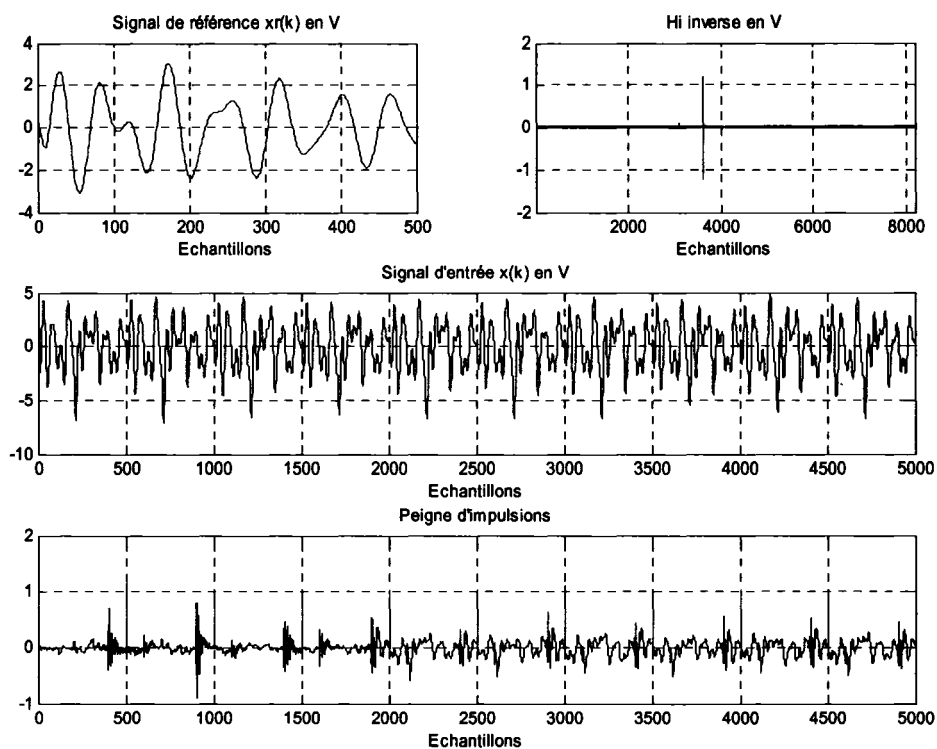 Signal de référence xr(k) en V
Hi inverse en V
4
2
0
-2
-4
0 100 200 300 400 500
Echantillons
2
1
0
-1
-2
2000 4000 6000 8000
Echantillons
Signal d'entrée x(k) en V
5
0
-5
-10
0 500 1000 1500 2000 2500 3000 3500 4000 4500 5000
Echantillons
Peigne d'impulsions
2
1
0
-1
0 500 1000 1500 2000 2500 3000 3500 4000 4500 5000
Echantillons